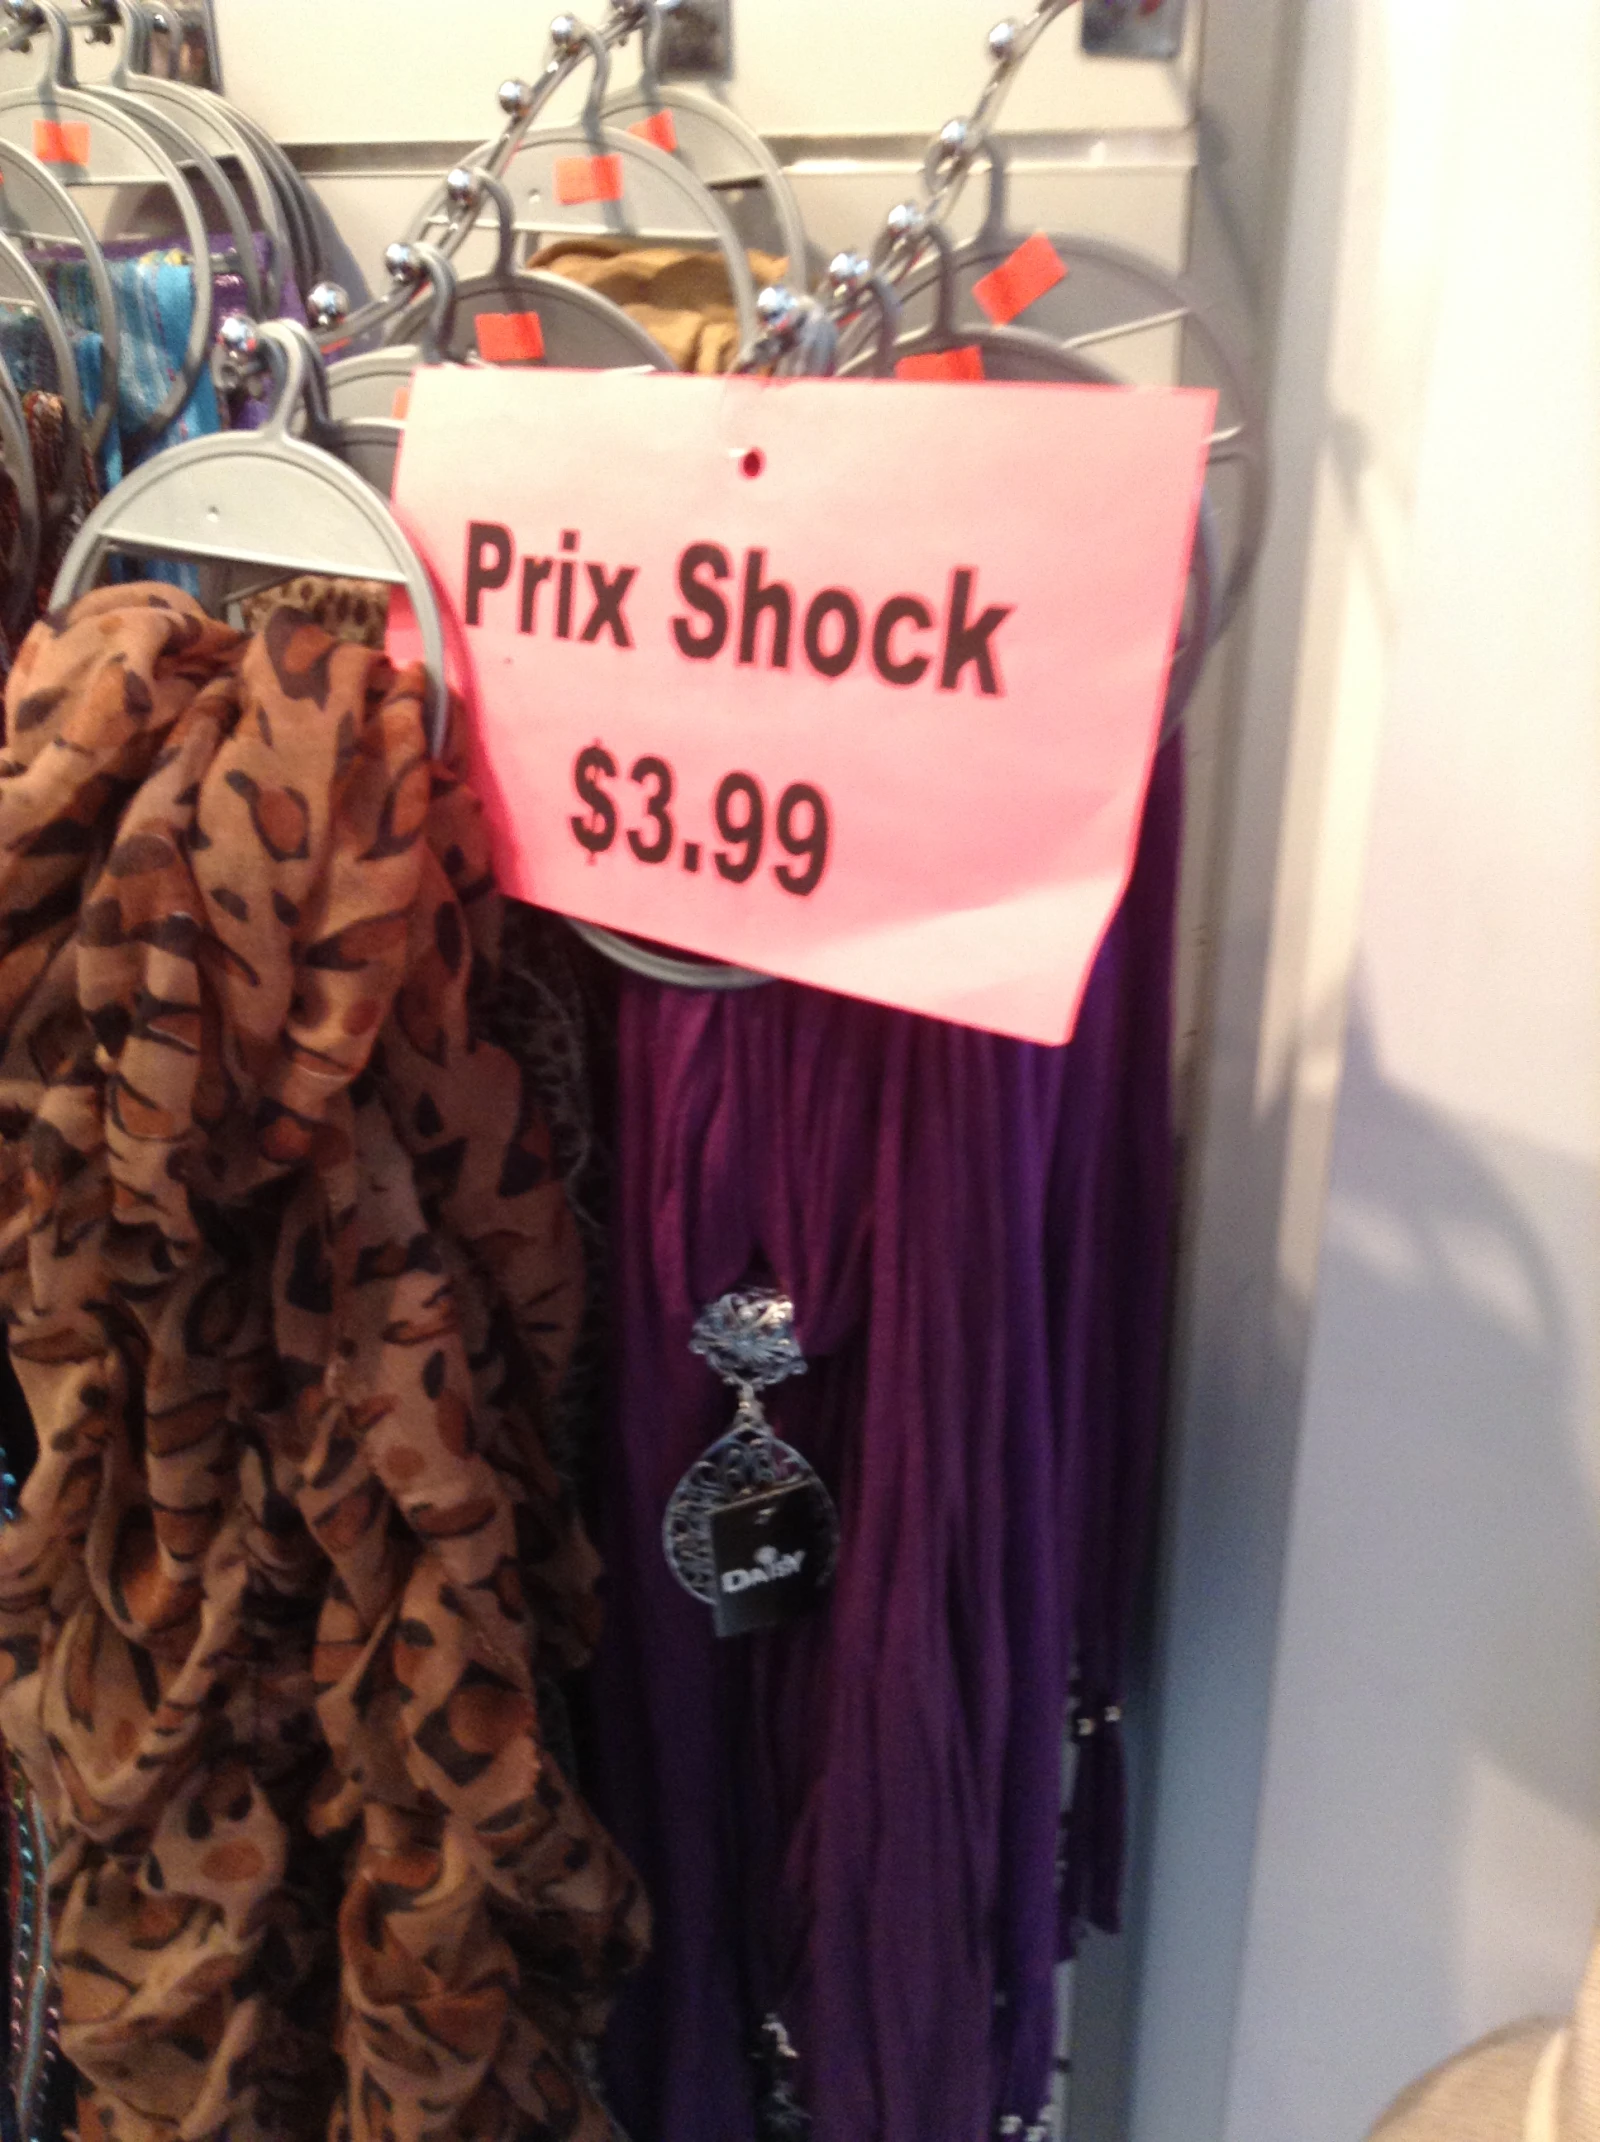 Prix Shock
$3.99
DAISY